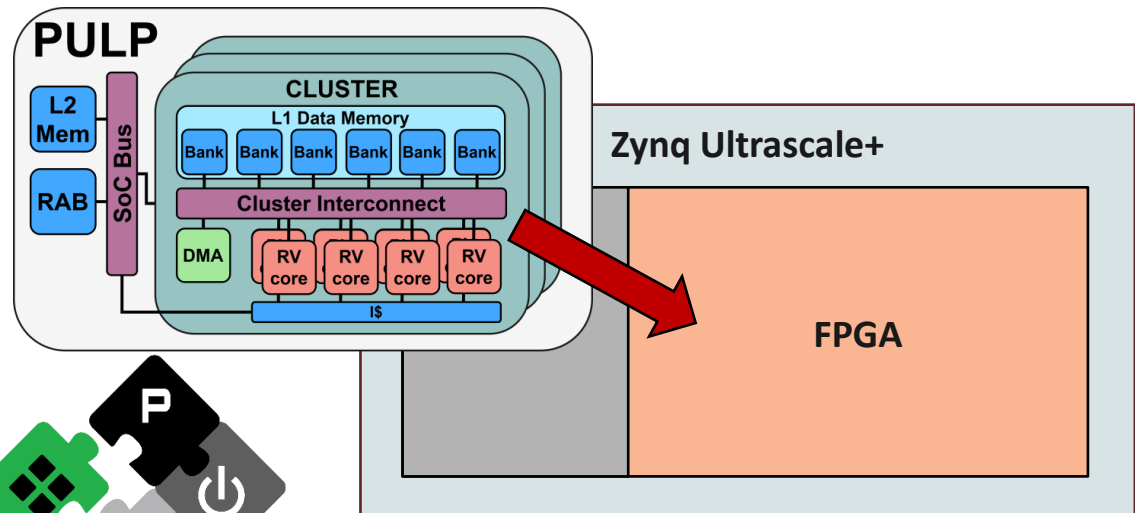 PULP
L2
Mem
RAB
SoC Bus
CLUSTER
L1 Data Memory
Bank Bank Bank Bank Bank Bank
Cluster Interconnect
DMA
RV
core
RV
core
RV
core
RV
core
I$
Zynq Ultrascale+
FPGA
P